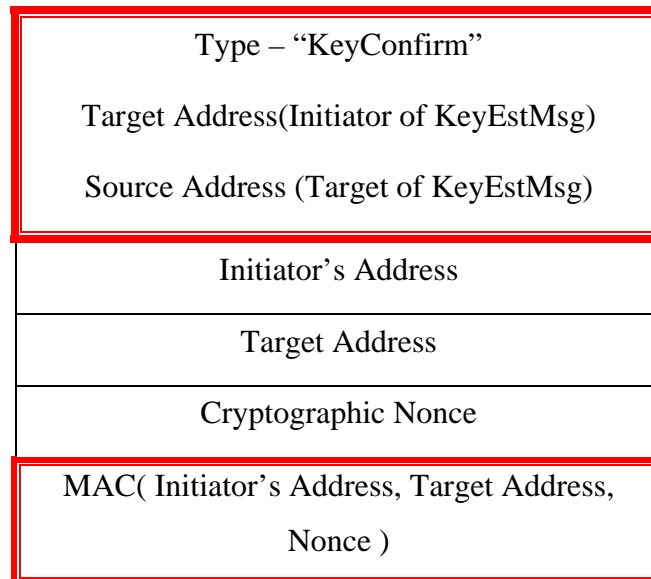 Type – “KeyConfirm”
Target Address(Initiator of KeyEstMsg)
Source Address (Target of KeyEstMsg)
Initiator’s Address
Target Address
Cryptographic Nonce
MAC( Initiator’s Address, Target Address,
Nonce )